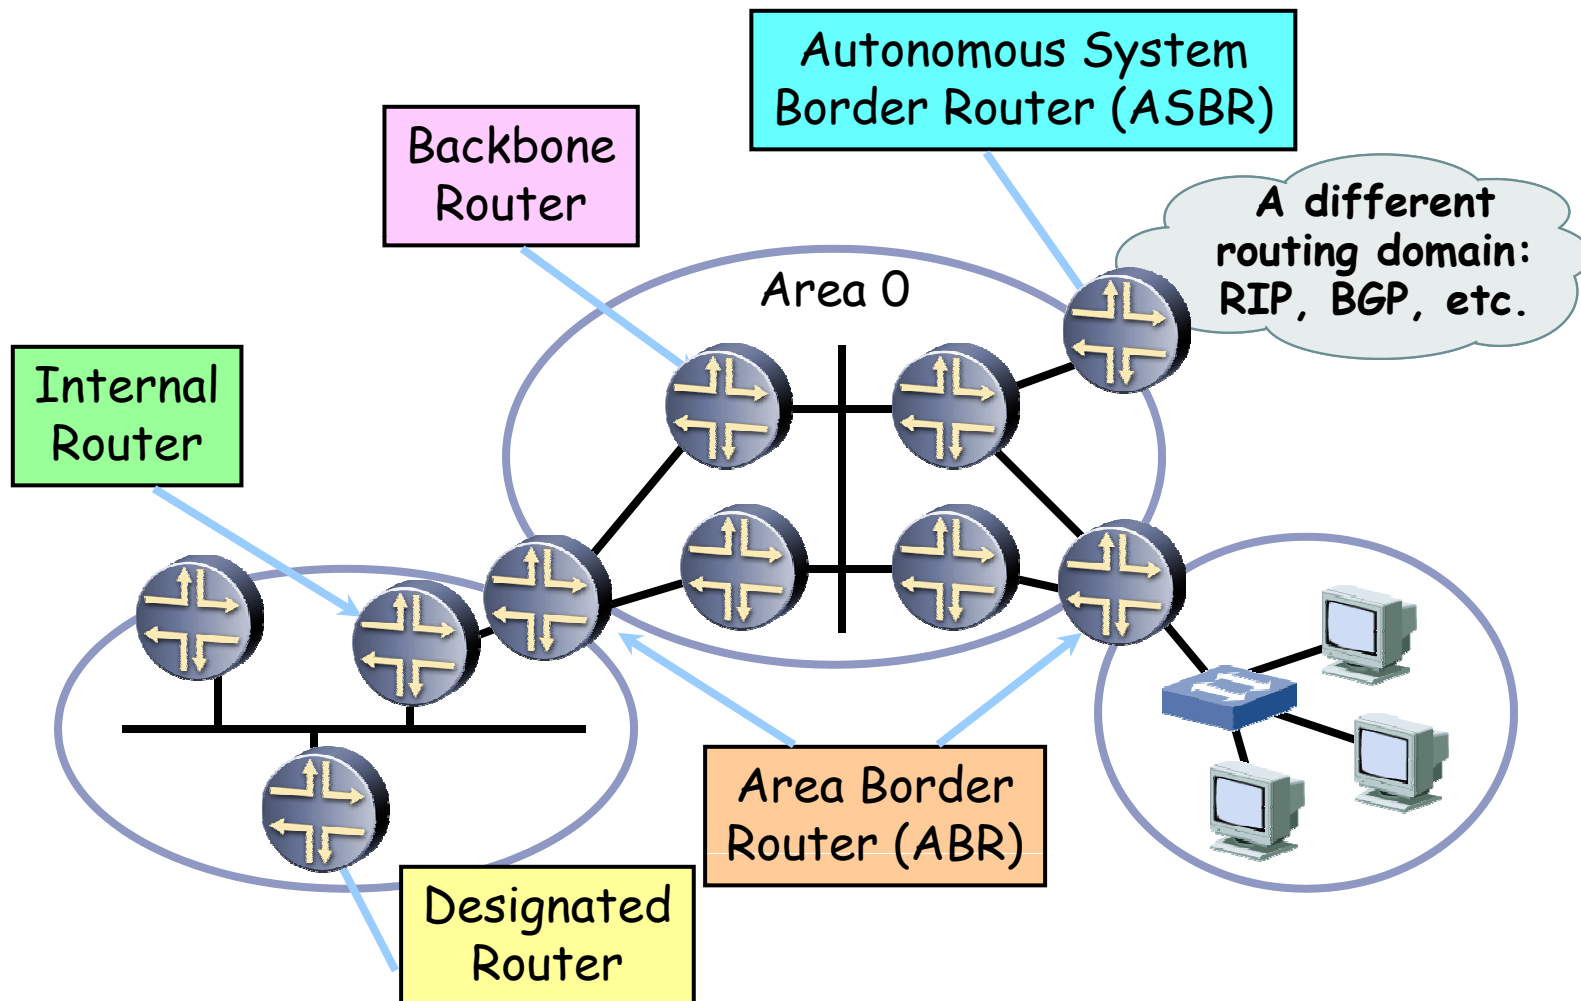 Autonomous System
Border Router (ASBR)
Backbone
Router
A different
routing domain:
RIP, BGP, etc.
Area 0
Internal
Router
Area Border
Router (ABR)
Designated
Router